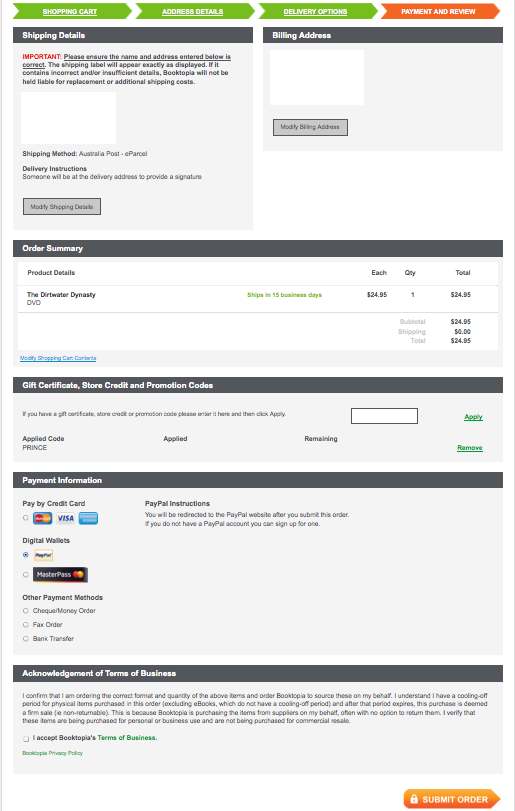 SHOPPING CART
ADDRESS DETAILS
DELIVERY OPTIONS
PAYMENT AND REVIEW
Shipping Details
IMPORTANT: Please ensure the name and address entered below is
correct. The shipping label will appear exactly as displayed. If it
contains incorrect and/or insufficient details, Booktopia will not be
held liable for replacement or additional shipping costs.
Shipping Method: Australia Post - eParcel
Delivery Instructions
Someone will be at the delivery address to provide a signature
Modify Shipping Details
Billing Address
Modify Billing Address
Order Summary
Product Details Each Qty Total
The Dirtwater Dynasty Ships in 15 business days $24.95 1 $24.95
DVD
Subtotal $24.95
Shipping $0.00
Total $24.95
Modify Shopping Cart Contents
Gift Certificate, Store Credit and Promotion Codes
If you have a gift certificate, store credit or promotion code please enter it here and then click Apply. Apply
Applied Code Applied Remaining
PRINCE Remove
Payment Information
Pay by Credit Card
MasterCard VISA
Digital Wallets
PayPal
MasterPass
Other Payment Methods
Cheque/Money Order
Fax Order
Bank Transfer
PayPal Instructions
You will be redirected to the PayPal website after you submit this order.
If you do not have a PayPal account you can sign up for one.
Acknowledgement of Terms of Business
I confirm that I am ordering the correct format and quantity of the above items and order Booktopia to source these on my behalf. I understand I have a cooling-off
period for physical items purchased in this order (excluding eBooks, which do not have a cooling-off period) and after that period expires, this purchase is deemed
a firm sale (ie non-returnable). This is because Booktopia is purchasing the items from suppliers on my behalf, often with no option to return them. I verify that
these items are being purchased for personal or business use and are not being purchased for commercial resale.
I accept Booktopia's Terms of Business.
Booktopia Privacy Policy
SUBMIT ORDER